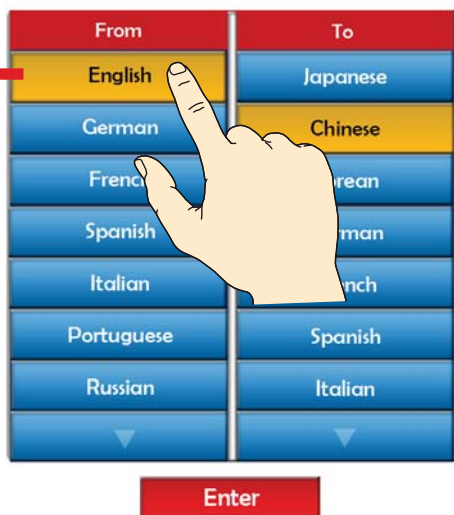 From
To
English
Japanese
German
Chinese
Spanish
Italian
Portuguese
Spanish
Russian
Italian
Enter